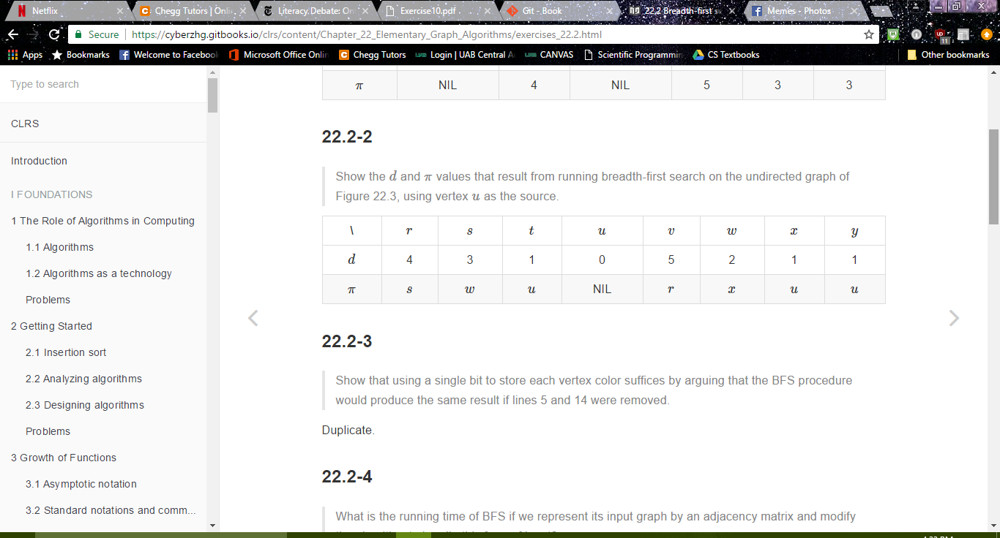 Netflix
Chegg Tutors | Onli
Literacy Debate: On
Exercise10.pdf
Git - Book
22.2 Breadth-first s
Memes - Photos
Secure
https://cyberzhg.gitbooks.io/clrs/content/Chapter_22_Elementary_Graph_Algorithms/exercises_22.2.html
11
Apps
Bookmarks
Welcome to Facebook
Microsoft Office Onlin
Chegg Tutors
Login | UAB Central A
CANVAS
Scientific Programmin
CS Textbooks
Other bookmarks
Type to search
CLRS
Introduction
I FOUNDATIONS
1 The Role of Algorithms in Computing
1.1 Algorithms
1.2 Algorithms as a technology
Problems
2 Getting Started
2.1 Insertion sort
2.2 Analyzing algorithms
2.3 Designing algorithms
Problems
3 Growth of Functions
3.1 Asymptotic notation
3.2 Standard notations and comm...
π NIL 4 NIL 5 3 3
22.2-2
Show the d and π values that result from running breadth-first search on the undirected graph of
Figure 22.3, using vertex u as the source.
\ r s t u v w x y
d 4 3 1 0 5 2 1 1
π s w u NIL r x u u
22.2-3
Show that using a single bit to store each vertex color suffices by arguing that the BFS procedure
would produce the same result if lines 5 and 14 were removed.
Duplicate.
22.2-4
What is the running time of BFS if we represent its input graph by an adjacency matrix and modify